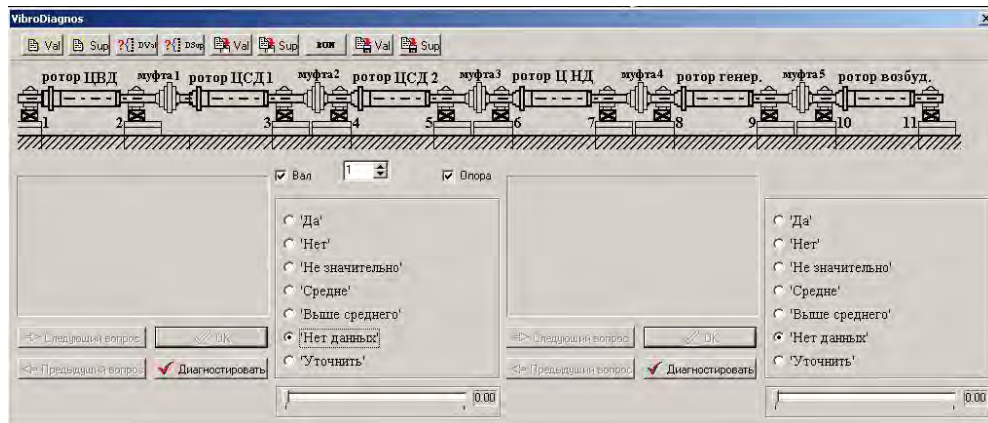 VibroDiagnos
Val Sup ?{} DVal ?{} DSup Val Sup RUN Val Sup
ротор ЦВД муфта1 ротор ЦСД1 муфта2 ротор ЦСД 2 муфта3 ротор Ц НД муфта4 ротор генер. муфта5 ротор возбуд.
1 2 3 4 5 6 7 8 9 10 11
Вал 1 Опора
'Да' 'Да'
'Нет' 'Нет'
'Не значительно' 'Не значительно'
'Средне' 'Средне'
'Выше среднего' 'Выше среднего'
=> Следующий вопрос OK 'Нет данных' => Следующий вопрос OK 'Нет данных'
<= Предыдущий вопрос Диагностировать 'Уточнить' <= Предыдущий вопрос Диагностировать 'Уточнить'
0.00 0.00